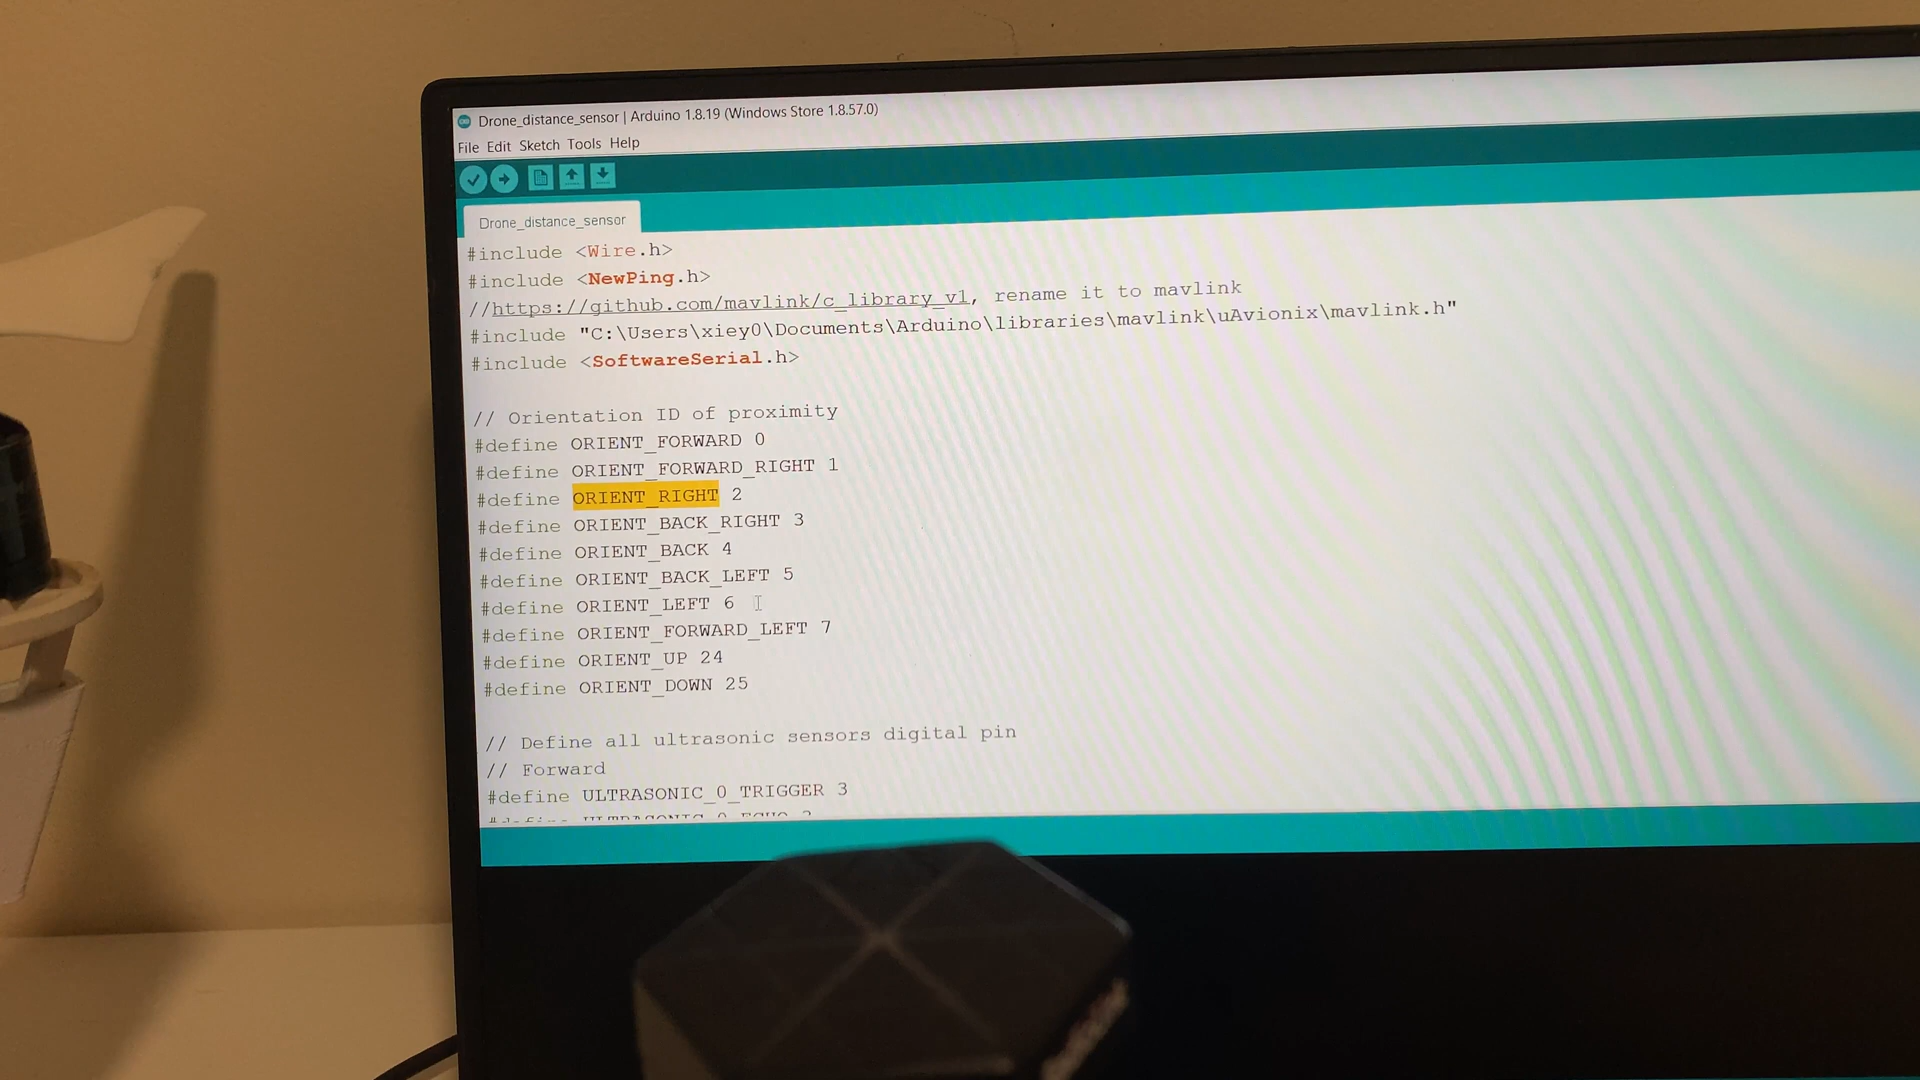 Drone_distance_sensor | Arduino 1.8.19 (Windows Store 1.8.57.0)
File Edit Sketch Tools Help
Drone_distance_sensor
#include <Wire.h>
#include <NewPing.h>
//https://github.com/mavlink/c_library_v1, rename it to mavlink
#include "C:\Users\xiey0\Documents\Arduino\libraries\mavlink\uAvionix\mavlink.h"
#include <SoftwareSerial.h>
// Orientation ID of proximity
#define ORIENT_FORWARD 0
#define ORIENT_FORWARD_RIGHT 1
#define ORIENT_RIGHT 2
#define ORIENT_BACK_RIGHT 3
#define ORIENT_BACK 4
#define ORIENT_BACK_LEFT 5
#define ORIENT_LEFT 6
#define ORIENT_FORWARD_LEFT 7
#define ORIENT_UP 24
#define ORIENT_DOWN 25
// Define all ultrasonic sensors digital pin
// Forward
#define ULTRASONIC_0_TRIGGER 3